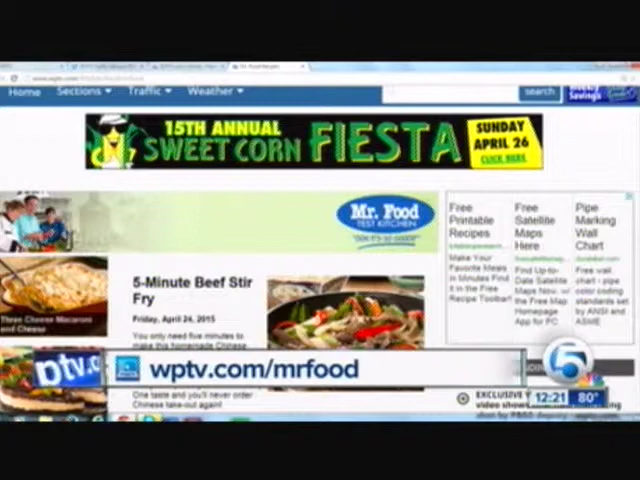 Home Sections Traffic Weather
search
Savings
15TH ANNUAL
SWEET CORN FIESTA
SUNDAY
APRIL 26
CLICK HERE
Mr. Food
TEST KITCHEN
Free
Printable
Recipes
Make Your
Favorite Meals
in Minutes Find
it in the Free
Recipe Toolbar!
Free
Satellite
Maps
Here
Find Up-to-
Date Satellite
Maps Now. w
the Free Map
Homepage
App for PC
Pipe
Marking
Wall
Chart
Free wall
chart - pipe
color coding
standards set
by ANSI and
ASME
Three Cheese Macaroni
and Cheese
5-Minute Beef Stir
Fry
Friday, April 24, 2015
You only need five minutes to
make this homemade Chinese
ptv.c
wptv.com/mrfood
One taste and you'll never order
Chinese take-out again!
5
EXCLUSIVE
video show
12:21 80°